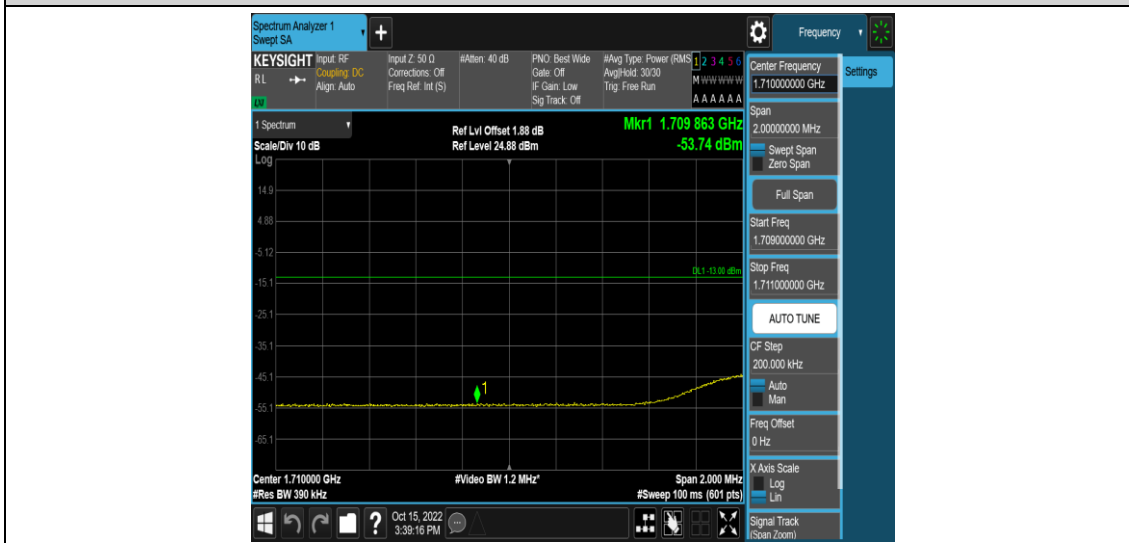 Spectrum Analyzer 1
Swept SA
+
Frequency
KEYSIGHT
RL
LXI
Input: RF
Coupling: DC
Align: Auto
Input Z: 50 Ω
Corrections: Off
Freq Ref: Int (S)
#Atten: 40 dB
PNO: Best Wide
Gate: Off
IF Gain: Low
Sig Track: Off
#Avg Type: Power (RMS
Avg|Hold: 30/30
Trig: Free Run
1 2 3 4 5 6
M W W W W W
A A A A A A
1 Spectrum
Scale/Div 10 dB
Ref Lvl Offset 1.88 dB
Ref Level 24.88 dBm
Mkr1 1.709 863 GHz
-53.74 dBm
Log
14.9
4.88
-5.12
-15.1
-25.1
-35.1
-45.1
-55.1
-65.1
DL1 -13.00 dBm
1
Center 1.710000 GHz
#Res BW 390 kHz
#Video BW 1.2 MHz*
Span 2.000 MHz
#Sweep 100 ms (601 pts)
?
Oct 15, 2022
3:39:16 PM
Center Frequency
1.710000000 GHz
Settings
Span
2.00000000 MHz
Swept Span
Zero Span
Full Span
Start Freq
1.709000000 GHz
Stop Freq
1.711000000 GHz
AUTO TUNE
CF Step
200.000 kHz
Auto
Man
Freq Offset
0 Hz
X Axis Scale
Log
Lin
Signal Track
(Span Zoom)